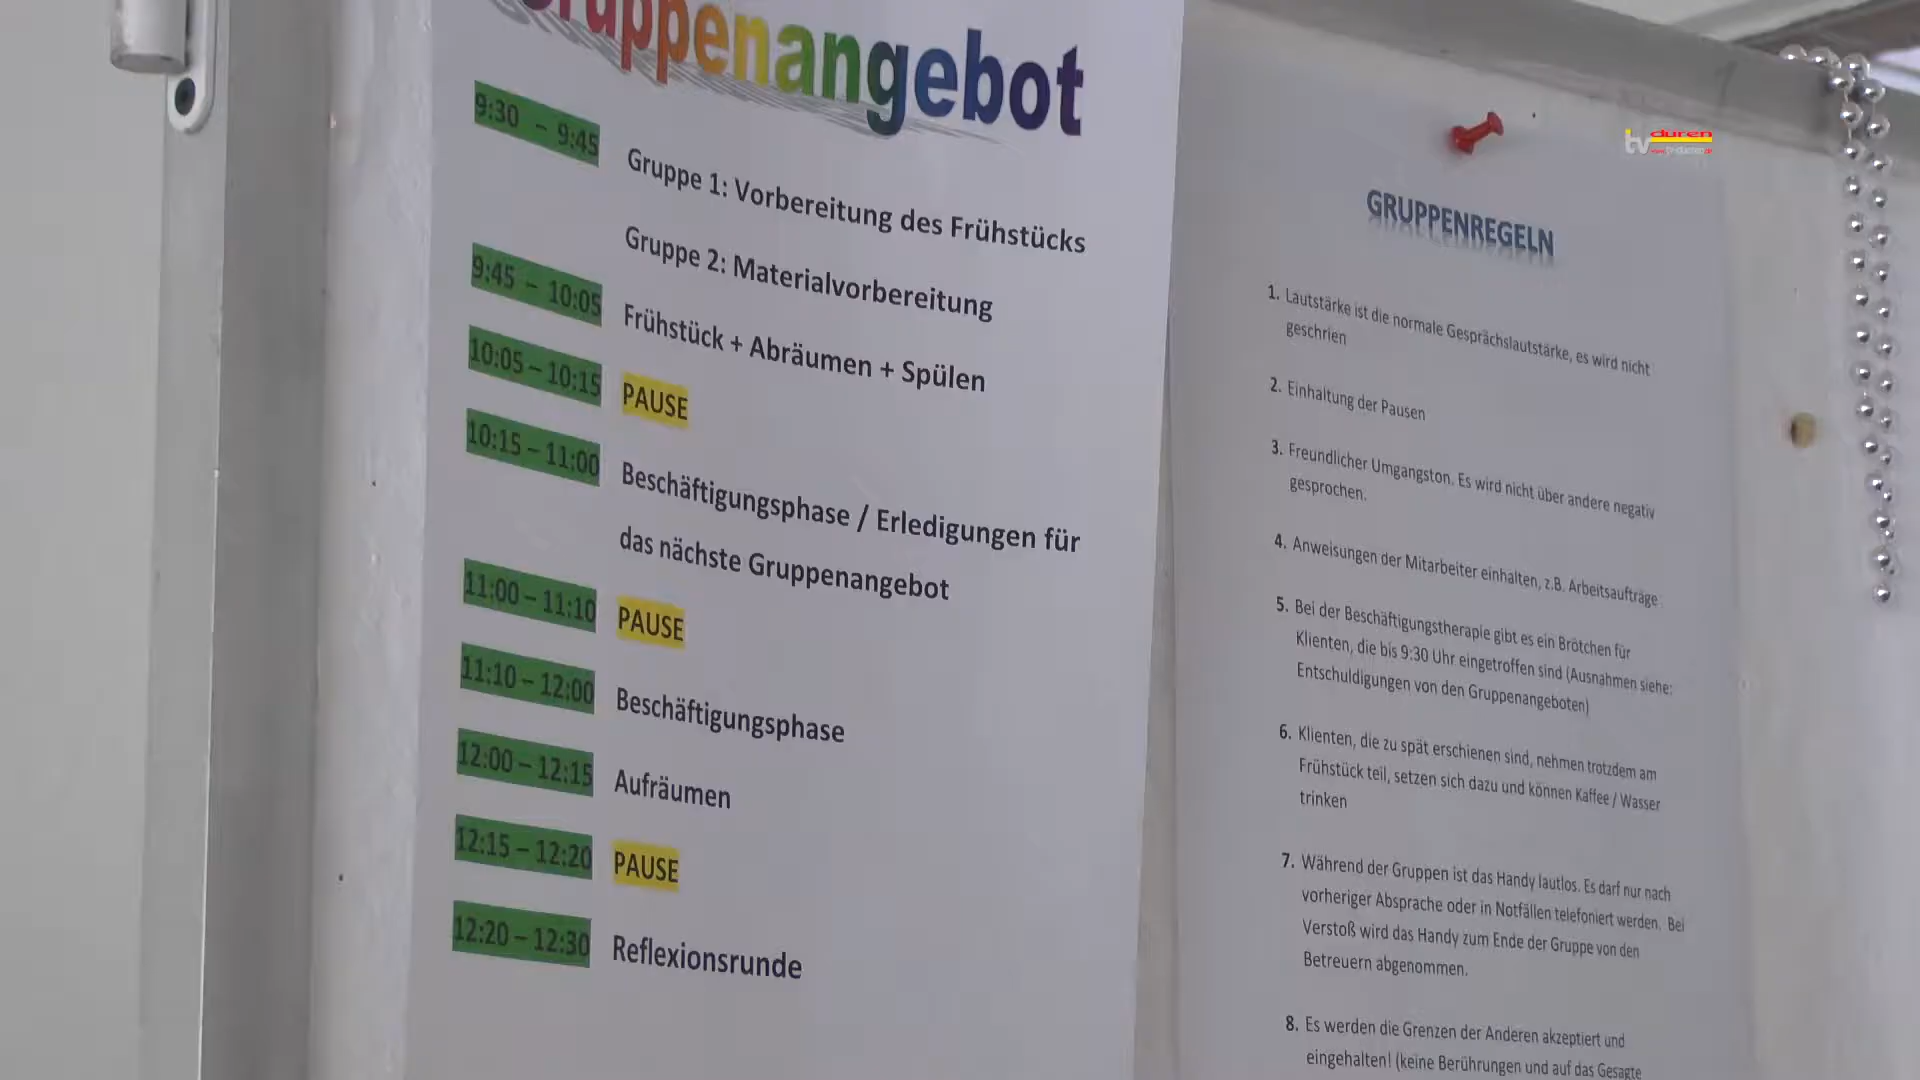 Gruppenangebot
9:30 – 9:45
Gruppe 1: Vorbereitung des Frühstücks
Gruppe 2: Materialvorbereitung
9:45 – 10:05
Frühstück + Abräumen + Spülen
10:05 – 10:15
PAUSE
10:15 – 11:00
Beschäftigungsphase / Erledigungen für
das nächste Gruppenangebot
11:00 – 11:10
PAUSE
11:10 – 12:00
Beschäftigungsphase
12:00 – 12:15
Aufräumen
12:15 – 12:20
PAUSE
12:20 – 12:30
Reflexionsrunde
tv düren
GRUPPENREGELN
1. Lautstärke ist die normale Gesprächslautstärke, es wird nicht
geschrien
2. Einhaltung der Pausen
3. Freundlicher Umgangston. Es wird nicht über andere negativ
gesprochen.
4. Anweisungen der Mitarbeiter einhalten, z.B. Arbeitsaufträge
5. Bei der Beschäftigungstherapie gibt es ein Brötchen für
Klienten, die bis 9:30 Uhr eingetroffen sind (Ausnahmen siehe:
Entschuldigungen von den Gruppenangeboten)
6. Klienten, die zu spät erschienen sind, nehmen trotzdem am
Frühstück teil, setzen sich dazu und können Kaffee / Wasser
trinken
7. Während der Gruppen ist das Handy lautlos. Es darf nur nach
vorheriger Absprache oder in Notfällen telefoniert werden. Bei
Verstoß wird das Handy zum Ende der Gruppe von den
Betreuern abgenommen.
8. Es werden die Grenzen der Anderen akzeptiert und
eingehalten! (keine Berührungen und auf das Gesagte